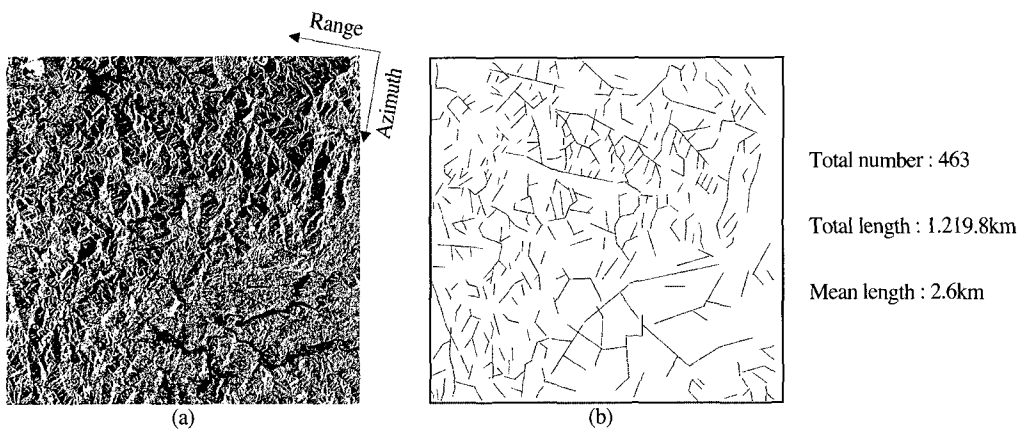 Range
Azimuth
Total number : 463
Total length : 1.219.8km
Mean length : 2.6km
(a)
(b)